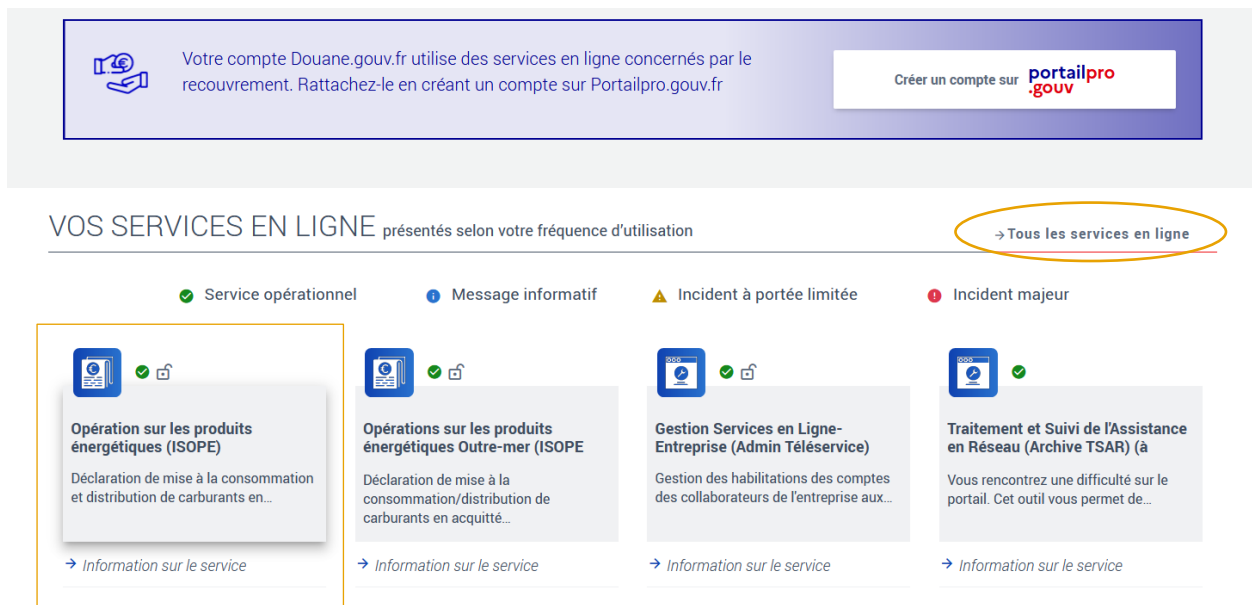 Votre compte Douane.gouv.fr utilise des services en ligne concernés par le
recouvrement. Rattachez-le en créant un compte sur Portailpro.gouv.fr
Créer un compte sur portailpro
.gouv
VOS SERVICES EN LIGNE présentés selon votre fréquence d'utilisation
→Tous les services en ligne
Service opérationnel
Message informatif
Incident à portée limitée
Incident majeur
Opération sur les produits
énergétiques (ISOPE)
Déclaration de mise à la consommation
et distribution de carburants en...
→ Information sur le service
Opérations sur les produits
énergétiques Outre-mer (ISOPE
Déclaration de mise à la
consommation/distribution de
carburants en acquitté...
→ Information sur le service
Gestion Services en Ligne-
Entreprise (Admin Téléservice)
Gestion des habilitations des comptes
des collaborateurs de l'entreprise aux...
→ Information sur le service
Traitement et Suivi de l'Assistance
en Réseau (Archive TSAR) (à
Vous rencontrez une difficulté sur le
portail. Cet outil vous permet de...
→ Information sur le service